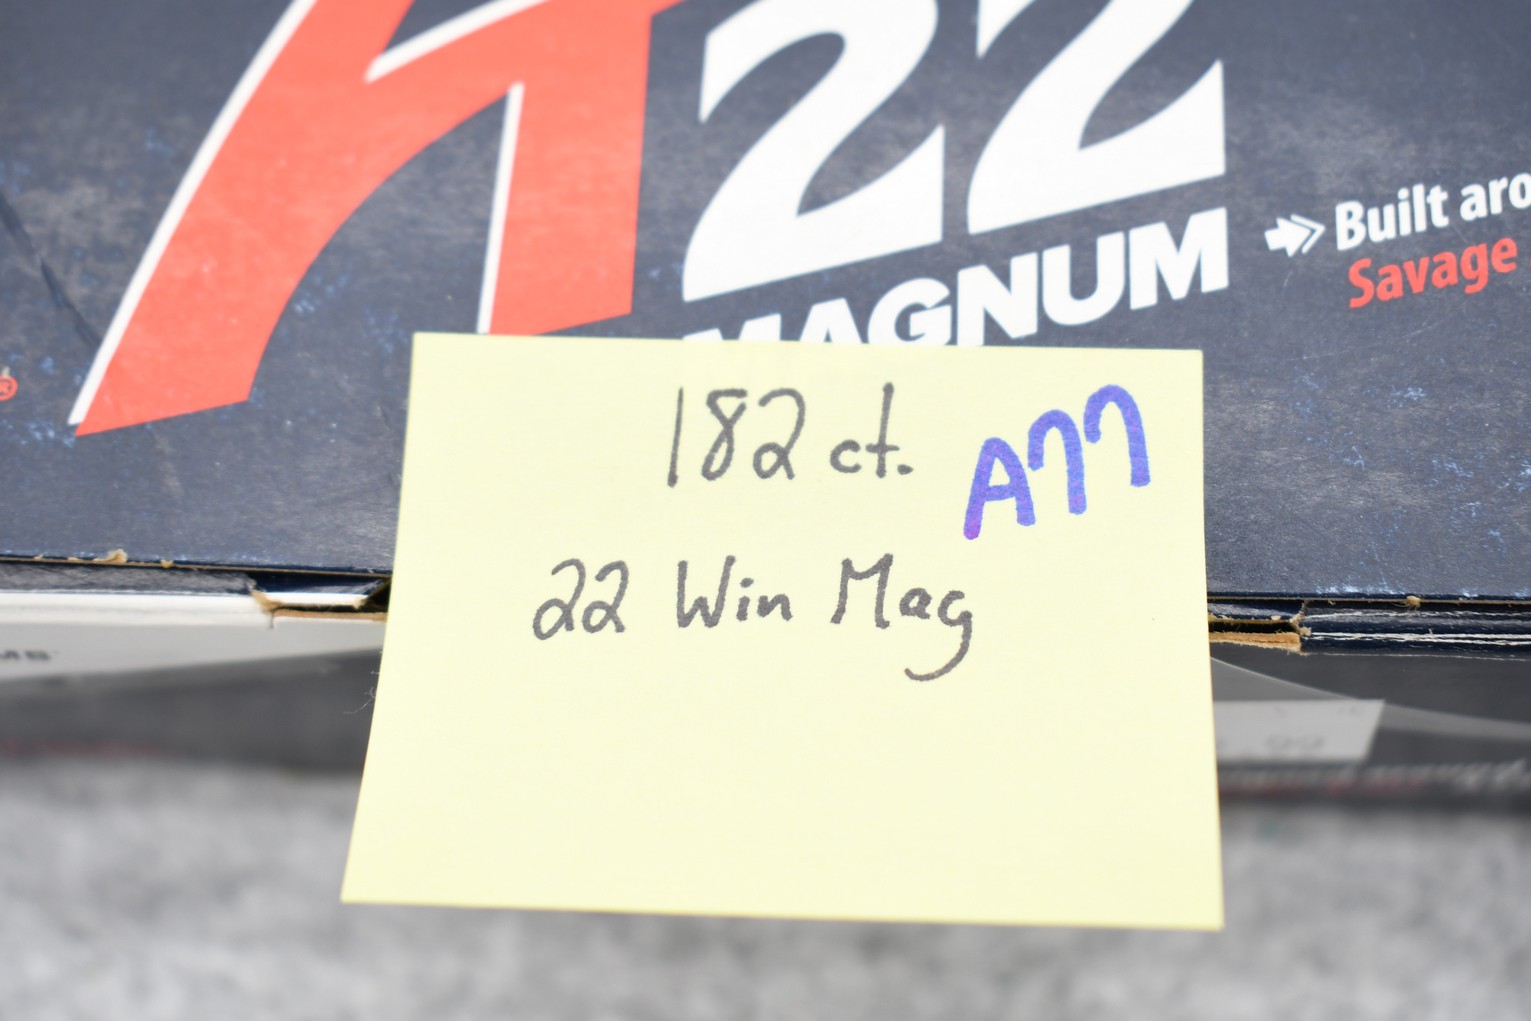 A22
MAGNUM
Built aro
Savage
®
182 ct.
A77
22 Win Mag